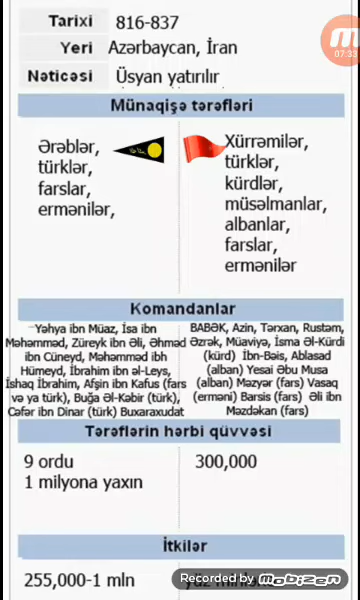 Tarixi 816-837
Yeri Azərbaycan, İran
07:33
Nəticəsi Üsyan yatırılır
Münaqişə tərəfləri
Ərəblər,
türklər,
farslar,
ermənilər,
Xürrəmilər,
türklər,
kürdlər,
müsəlmanlar,
albanlar,
farslar,
ermənilər
Komandanlar
Yəhya ibn Müaz, İsa ibn
Məhəmməd, Züreyk ibn Əli, Əhməd
ibn Cüneyd, Məhəmməd ibh
Hümeyd, İbrahim ibn əl-Leys,
İshaq İbrahim, Afşin ibn Kafus (fars
və ya türk), Buğa Əl-Kəbir (türk),
Cəfər ibn Dinar (türk) Buxaraxudat
BABƏK, Azin, Tərxan, Rustəm,
Əzrək, Müaviyə, İsma Əl-Kürdi
(kürd) İbn-Bəis, Ablasad
(alban) Yesai Əbu Musa
(alban) Məzyər (fars) Vasaq
(erməni) Barsis (fars) Əli ibn
Məzdəkan (fars)
Tərəflərin hərbi qüvvəsi
9 ordu
1 milyona yaxın
300,000
İtkilər
255,000-1 mln
Recorded by MOBIZEN